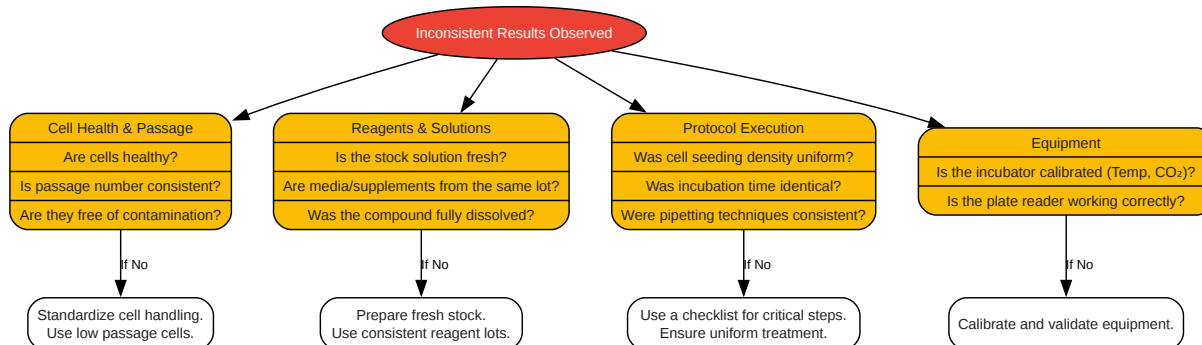 Inconsistent Results Observed
Cell Health & Passage
Are cells healthy?
Is passage number consistent?
Are they free of contamination?
If No
Standardize cell handling.
Use low passage cells.
Reagents & Solutions
Is the stock solution fresh?
Are media/supplements from the same lot?
Was the compound fully dissolved?
If No
Prepare fresh stock.
Use consistent reagent lots.
Protocol Execution
Was cell seeding density uniform?
Was incubation time identical?
Were pipetting techniques consistent?
If No
Use a checklist for critical steps.
Ensure uniform treatment.
Equipment
Is the incubator calibrated (Temp, CO₂)?
Is the plate reader working correctly?
If No
Calibrate and validate equipment.